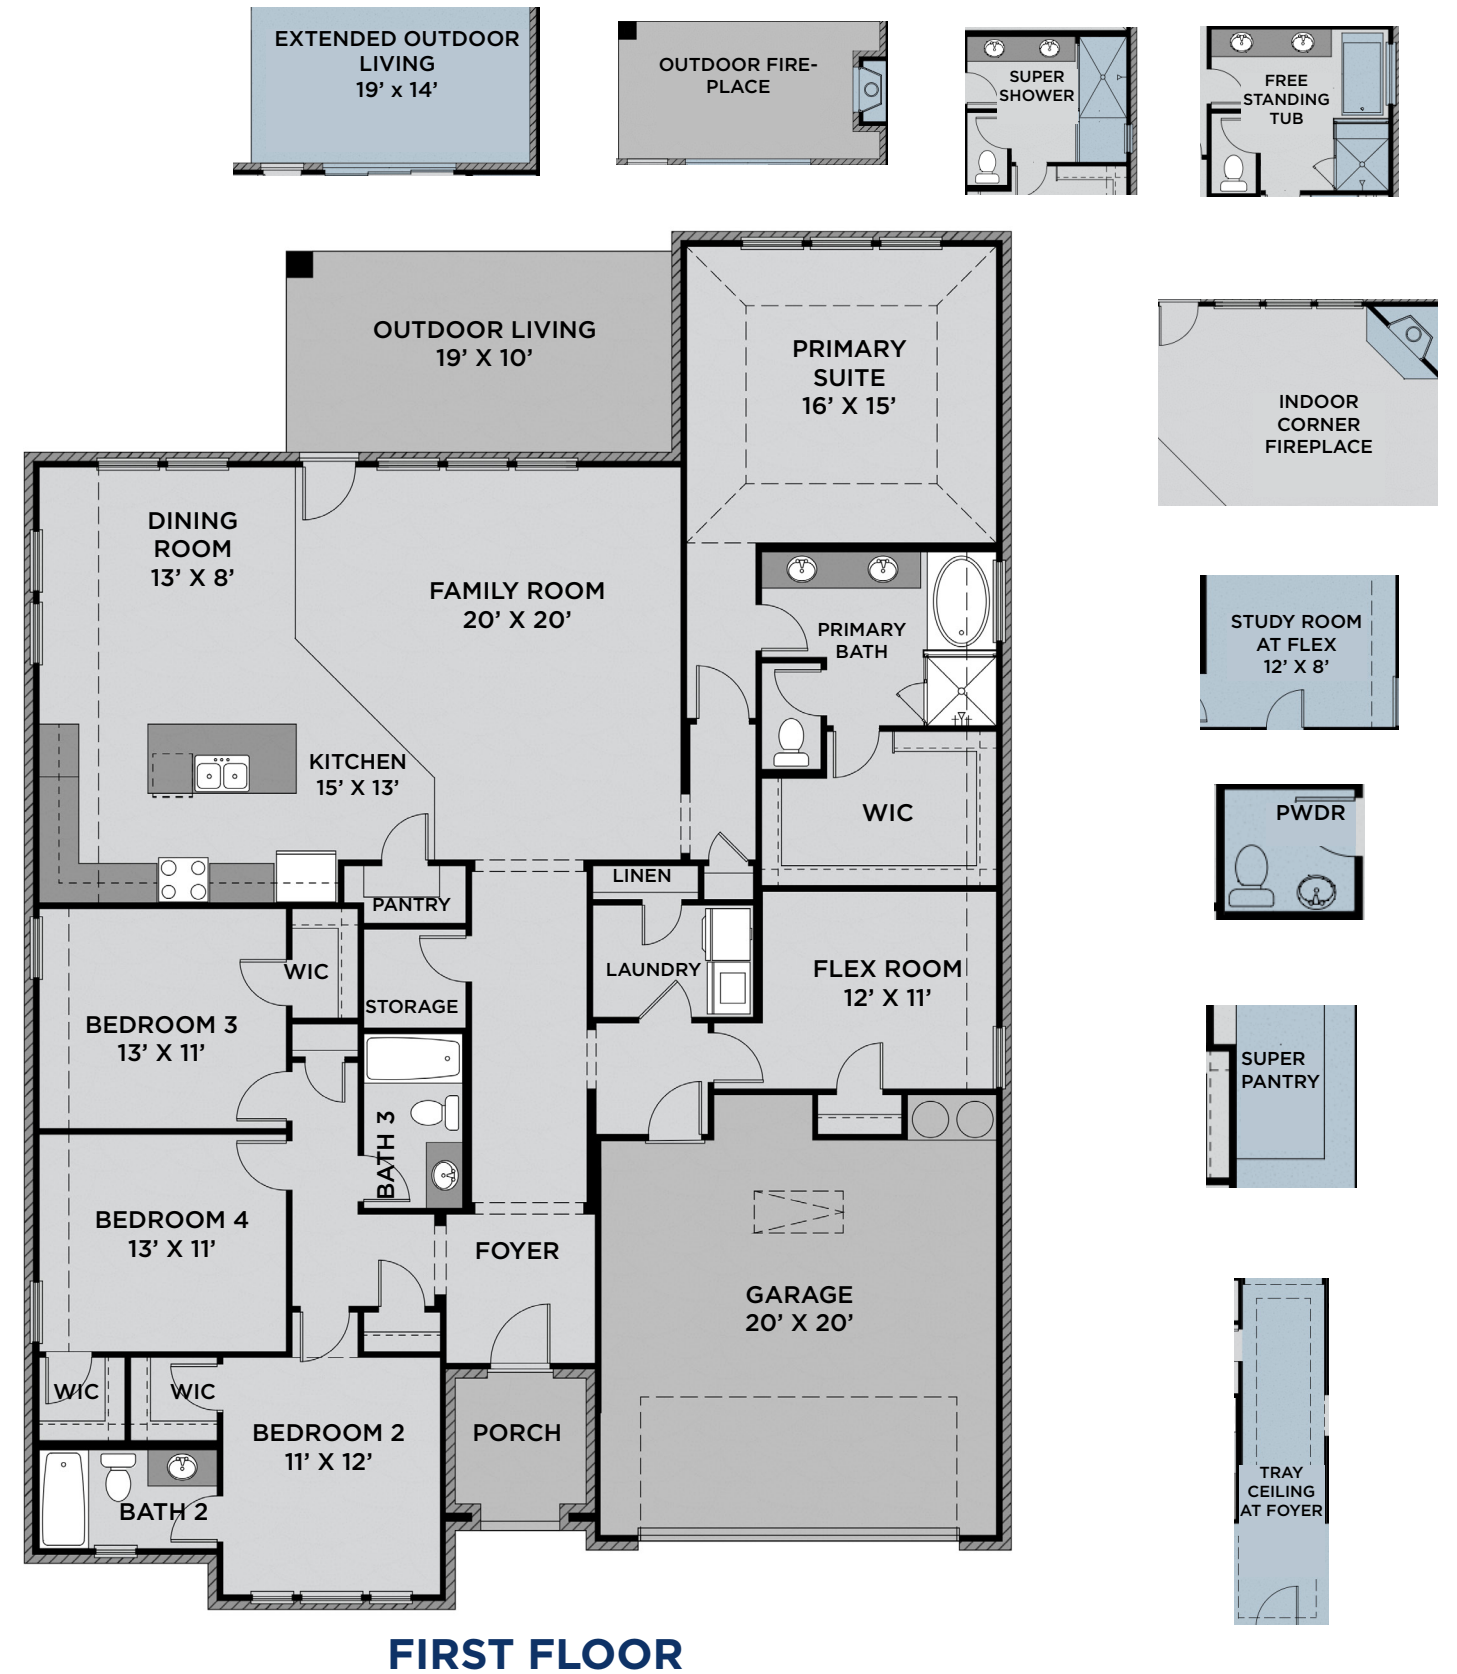 EXTENDED OUTDOOR
LIVING
19’ x 14’
OUTDOOR FIRE-
PLACE
SUPER
SHOWER
FREE
STANDING
TUB
OUTDOOR LIVING
19’ X 10’
PRIMARY
SUITE
16’ X 15’
INDOOR
CORNER
FIREPLACE
DINING
ROOM
13’ X 8’
FAMILY ROOM
20’ X 20’
PRIMARY
BATH
STUDY ROOM
AT FLEX
12’ X 8’
KITCHEN
15’ X 13’
WIC
PWDR
LINEN
PANTRY
WIC
STORAGE
LAUNDRY
FLEX ROOM
12’ X 11’
BEDROOM 3
13’ X 11’
SUPER
PANTRY
BATH 3
BEDROOM 4
13’ X 11’
FOYER
GARAGE
20’ X 20’
WIC
WIC
BEDROOM 2
11’ X 12’
PORCH
BATH 2
TRAY
CEILING
AT FOYER
FIRST FLOOR